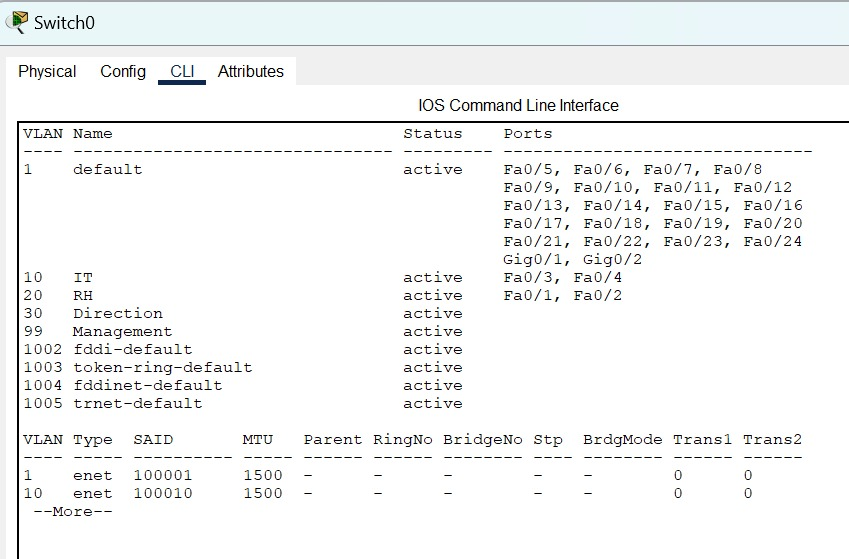 Switch0
Physical Config CLI Attributes
IOS Command Line Interface
VLAN Name                             Status    Ports
---- -------------------------------- --------- -------------------------------
1    default                          active    Fa0/5, Fa0/6, Fa0/7, Fa0/8
                                                Fa0/9, Fa0/10, Fa0/11, Fa0/12
                                                Fa0/13, Fa0/14, Fa0/15, Fa0/16
                                                Fa0/17, Fa0/18, Fa0/19, Fa0/20
                                                Fa0/21, Fa0/22, Fa0/23, Fa0/24
                                                Gig0/1, Gig0/2
10   IT                               active    Fa0/3, Fa0/4
20   RH                               active    Fa0/1, Fa0/2
30   Direction                        active
99   Management                       active
1002 fddi-default                     active
1003 token-ring-default               active
1004 fddinet-default                  active
1005 trnet-default                    active
VLAN Type  SAID       MTU   Parent RingNo BridgeNo Stp  BrdgMode Trans1 Trans2
---- ----- ---------- ----- ------ ------ -------- ---- -------- ------ ------
1    enet  100001     1500  -      -      -        -    -        0      0
10   enet  100010     1500  -      -      -        -    -        0      0
 --More--